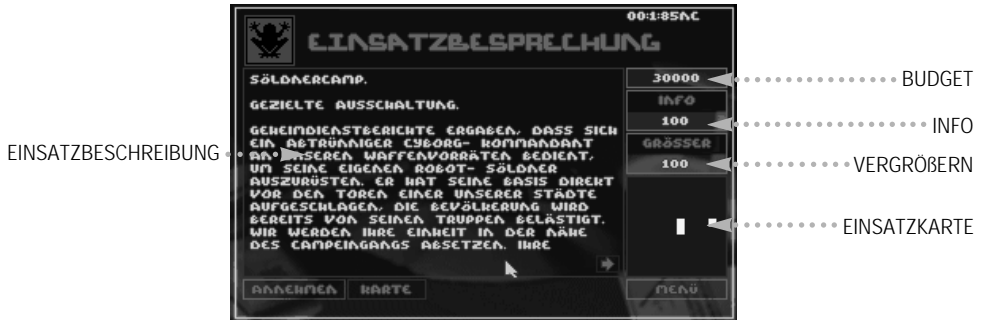 00:1:85NC
EINSATZBESPRECHUNG
SÖLDNERCAMP.
GEZIELTE AUSSCHALTUNG.
GEHEIMDIENSTBERICHTE ERGABEN, DASS SICH
EIN ABTRÜNNIGER CYBORG- KOMMANDANT
AN UNSEREN WAFFENVORRÄTEN BEDIENT,
UM SEINE EIGENEN ROBOT- SÖLDNER
AUSZURÜSTEN. ER HAT SEINE BASIS DIREKT
VOR DEN TOREN EINER UNSERER STÄDTE
AUFGESCHLAGEN, DIE BEVÖLKERUNG WIRD
BEREITS VON SEINEN TRUPPEN BELÄSTIGT.
WIR WERDEN IHRE EINHEIT IN DER NÄHE
DES CAMPEINGANGS ABSETZEN. IHRE
ANNEHMEN
KARTE
30000
INFO
100
GRÖSSER
100
MENÜ
EINSATZBESCHREIBUNG
BUDGET
INFO
VERGRÖßERN
EINSATZKARTE